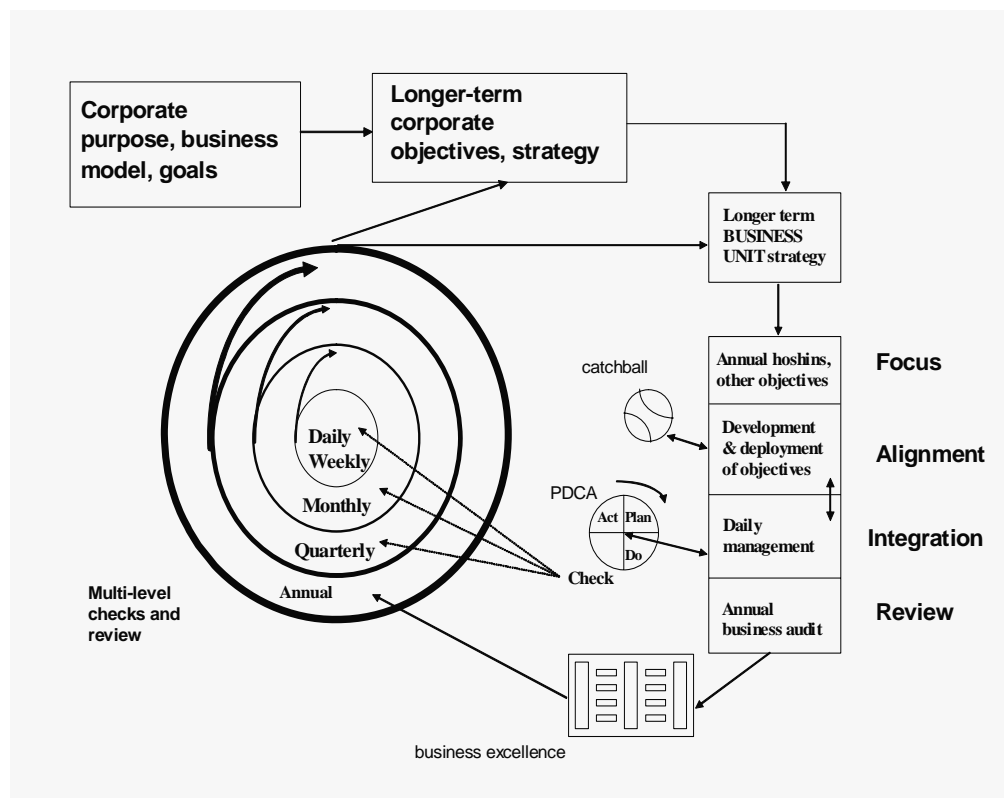 Corporate
purpose, business
model, goals
Longer-term
corporate
objectives, strategy
Longer term
BUSINESS
UNIT strategy
Annual hoshins,
other objectives
Focus
catchball
Development
& deployment
of objectives
Alignment
PDCA
Act Plan
Do
Check
Daily
management
Integration
Annual
business audit
Review
Daily
Weekly
Monthly
Quarterly
Annual
Multi-level
checks and
review
business excellence